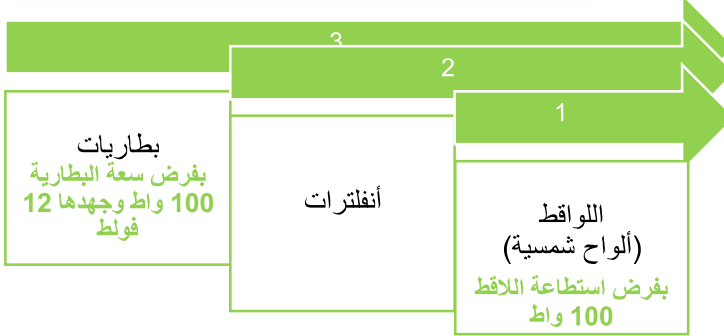 3
2
1
بطاريات
بفرض سعة البطارية
100 واط وجهدها 12
فولط
أنفلترات
اللواقط
(ألواح شمسية)
بفرض استطاعة اللاقط
100 واط